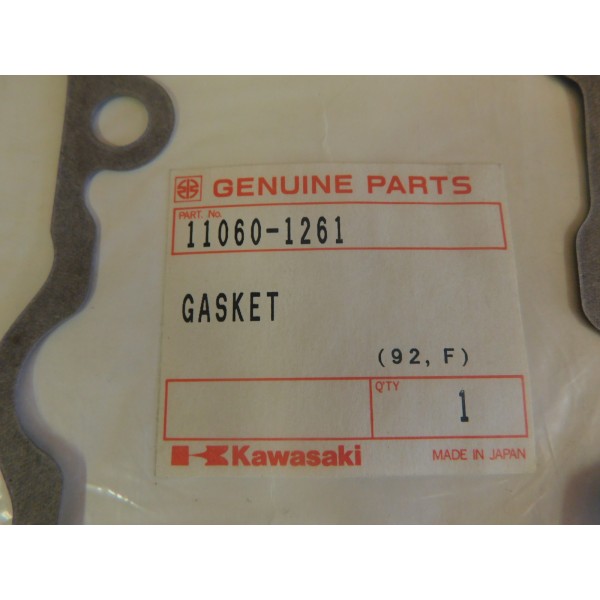 GENUINE PARTS
PART. No.
11060-1261
GASKET
(92, F)
Q'TY
1
Kawasaki
MADE IN JAPAN